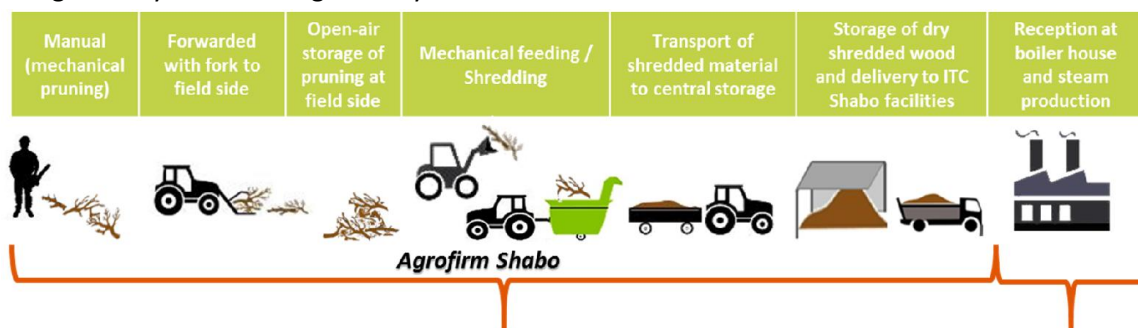 Manual
(mechanical
pruning)
Forwarded
with fork to
field side
Open-air
storage of
pruning at
field side
Mechanical feeding /
Shredding
Transport of
shredded material
to central storage
Storage of dry
shredded wood
and delivery to ITC
Shabo facilities
Reception at
boiler house
and steam
production
Agrofirm Shabo